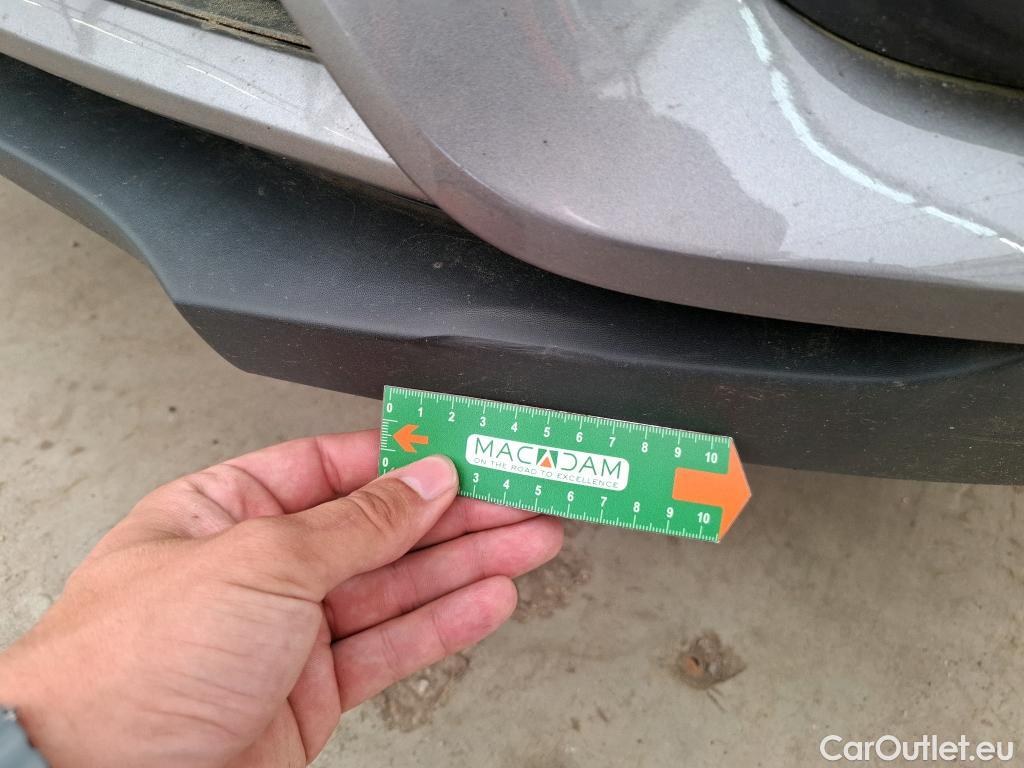 0 1 2 3 4 5 6 7 8 9 10
MACADAM
ON THE ROAD TO EXCELLENCE
0 3 4 5 6 7 8 9 10
CarOutlet.eu